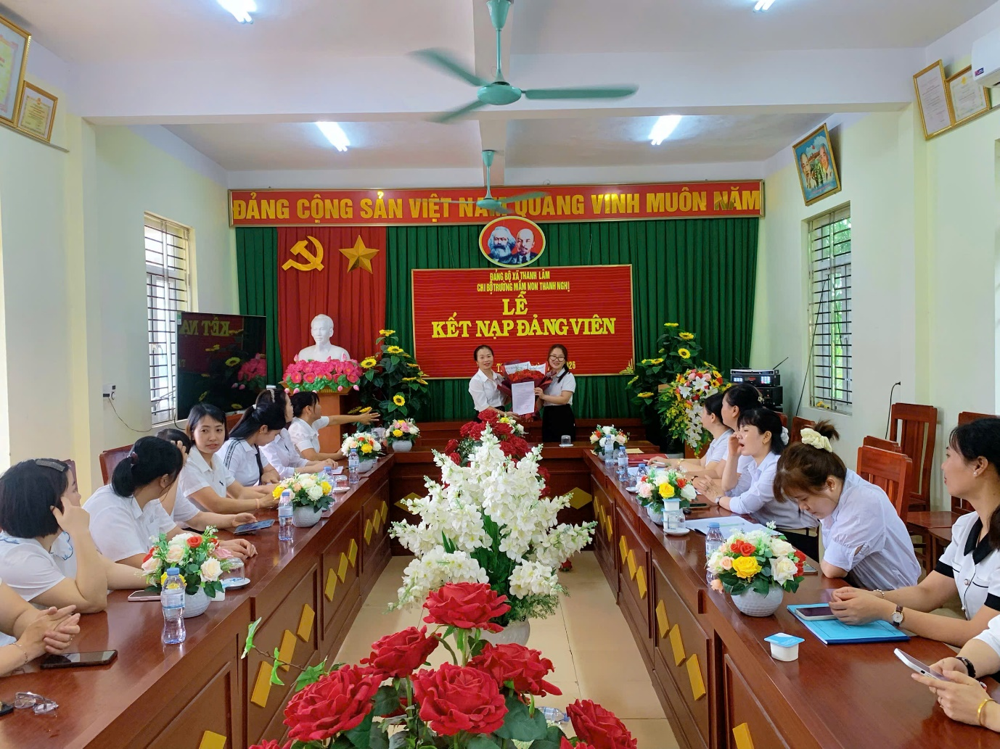 ĐẢNG CỘNG SẢN VIỆT NAM QUANG VINH MUÔN NĂM
ĐẢNG BỘ XÃ THANH LÂM
CHI BỘ TRƯỜNG MẦM NON THANH NGHỊ
LỄ
KẾT NẠP ĐẢNG VIÊN